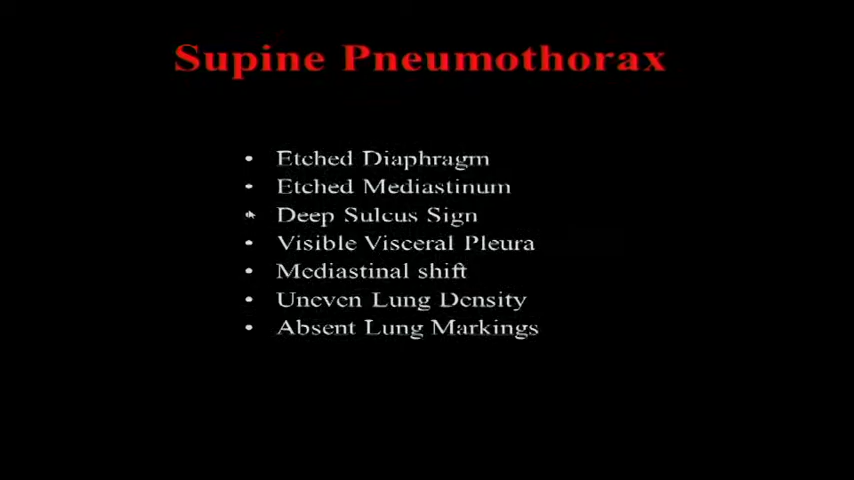 Supine Pneumothorax
• Etched Diaphragm
• Etched Mediastinum
• Deep Sulcus Sign
• Visible Visceral Pleura
• Mediastinal shift
• Uneven Lung Density
• Absent Lung Markings